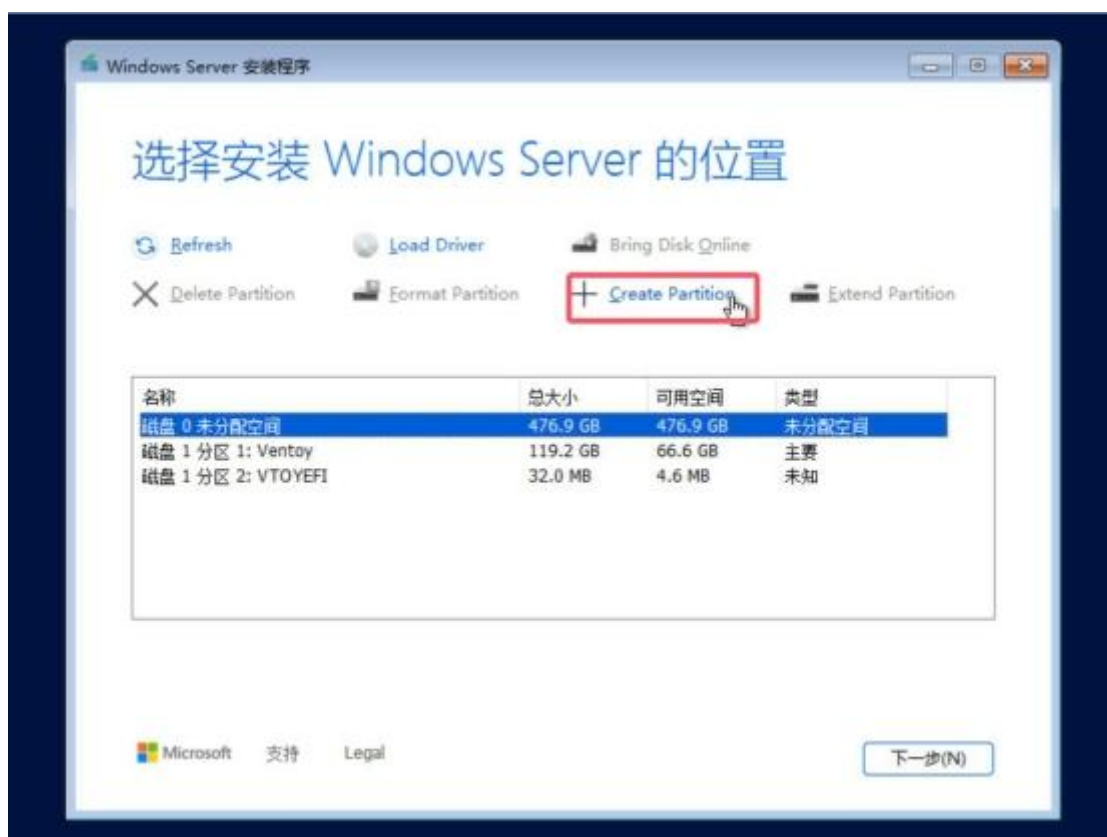 Windows Server 安装程序
选择安装 Windows Server 的位置
Refresh Load Driver Bring Disk Online
Delete Partition Format Partition Create Partition Extend Partition
名称 总大小 可用空间 类型
磁盘 0 未分配空间 476.9 GB 476.9 GB 未分配空间
磁盘 1 分区 1: Ventoy 119.2 GB 66.6 GB 主要
磁盘 1 分区 2: VTOYEFI 32.0 MB 4.6 MB 未知
Microsoft 支持 Legal 下一步(N)